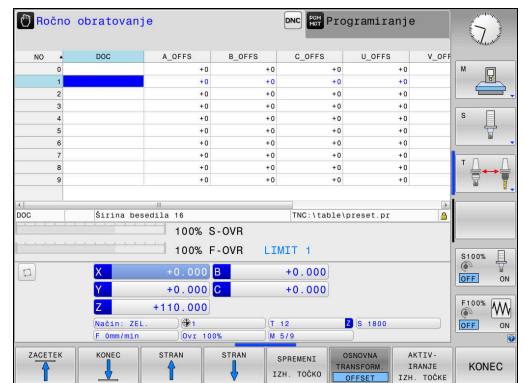 Ročno obratovanje DNC PGM MGT Programiranje
NO DOC A_OFFS B_OFFS C_OFFS U_OFFS V_OFF
0 +0 +0 +0 +0
1 +0 +0 +0 +0
2 +0 +0 +0 +0
3 +0 +0 +0 +0
4 +0 +0 +0 +0
5 +0 +0 +0 +0
6 +0 +0 +0 +0
7 +0 +0 +0 +0
8 +0 +0 +0 +0
9 +0 +0 +0 +0
DOC Širina besedila 16 TNC:\table\preset.pr
100% S-OVR
100% F-OVR LIMIT 1
X +0.000 B +0.000
Y +0.000 C +0.000
Z +110.000
Način: ZEL. 1 T 12 Z S 1800
F 0mm/min Ovr 100% M 5/9
M
S
T
S100%
OFF ON
F100%
OFF ON
ZACETEK KONEC STRAN STRAN SPREMENI IZH. TOČKO OSNOVNA TRANSFORM. OFFSET AKTIV-IRANJE IZH. TOČKE KONEC